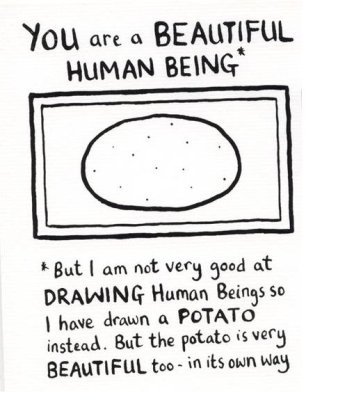 YOU are a BEAUTIFUL
HUMAN BEING*
* But I am not very good at
DRAWING Human Beings so
I have drawn a POTATO
instead. But the potato is very
BEAUTIFUL too - in its own way